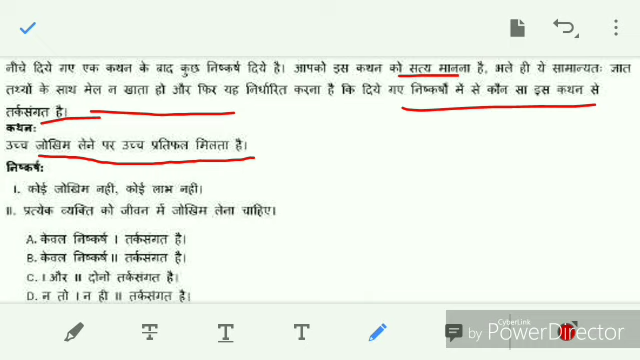 नीचे दिये गए एक कथन के बाद कुछ निष्कर्ष दिये है। आपको इस कथन को सत्य मानना है, भले ही ये सामान्यतः ज्ञात
तथ्यों के साथ मेल न खाता हो और फिर यह निर्धारित करना है कि दिये गए निष्कर्षों में से कौन सा इस कथन से
तर्कसंगत है।
कथन:
उच्च जोखिम लेने पर उच्च प्रतिफल मिलता है।
निष्कर्ष:
I. कोई जोखिम नहीं, कोई लाभ नहीं।
II. प्रत्येक व्यक्ति को जीवन में जोखिम लेना चाहिए।
A. केवल निष्कर्ष I तर्कसंगत है।
B. केवल निष्कर्ष II तर्कसंगत है।
C. I और II दोनो तर्कसंगत है।
D. न तो I न ही II तर्कसंगत है।
T T T
by CyberLink PowerDirector